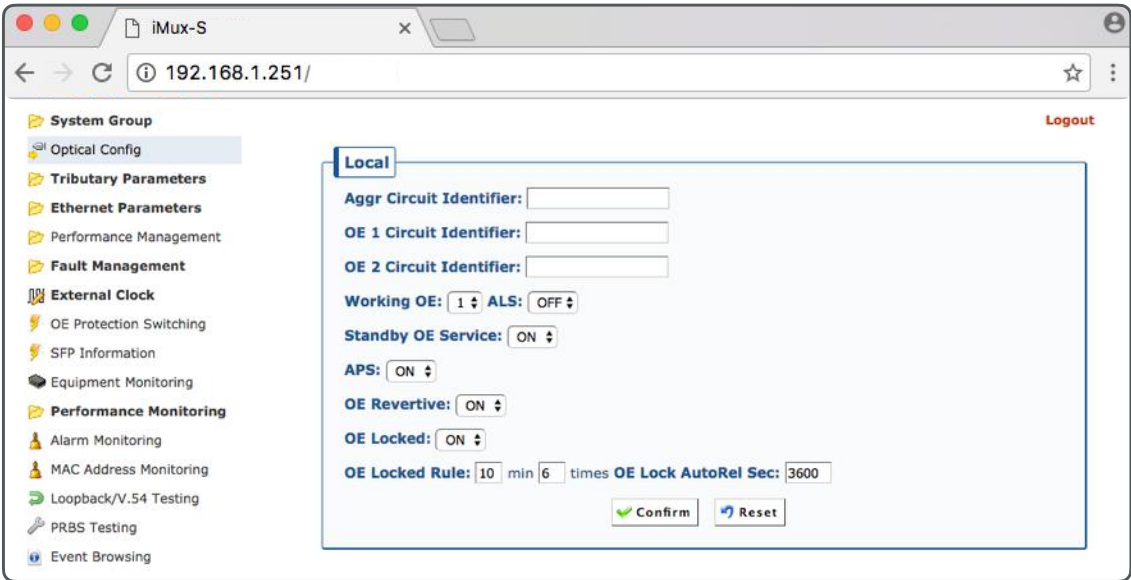 iMux-S
192.168.1.251/
System Group
Optical Config
Tributary Parameters
Ethernet Parameters
Performance Management
Fault Management
External Clock
OE Protection Switching
SFP Information
Equipment Monitoring
Performance Monitoring
Alarm Monitoring
MAC Address Monitoring
Loopback/V.54 Testing
PRBS Testing
Event Browsing
Logout
Local
Aggr Circuit Identifier:
OE 1 Circuit Identifier:
OE 2 Circuit Identifier:
Working OE: 1 ALS: OFF
Standby OE Service: ON
APS: ON
OE Revertive: ON
OE Locked: ON
OE Locked Rule: 10 min 6 times OE Lock AutoRel Sec: 3600
Confirm Reset